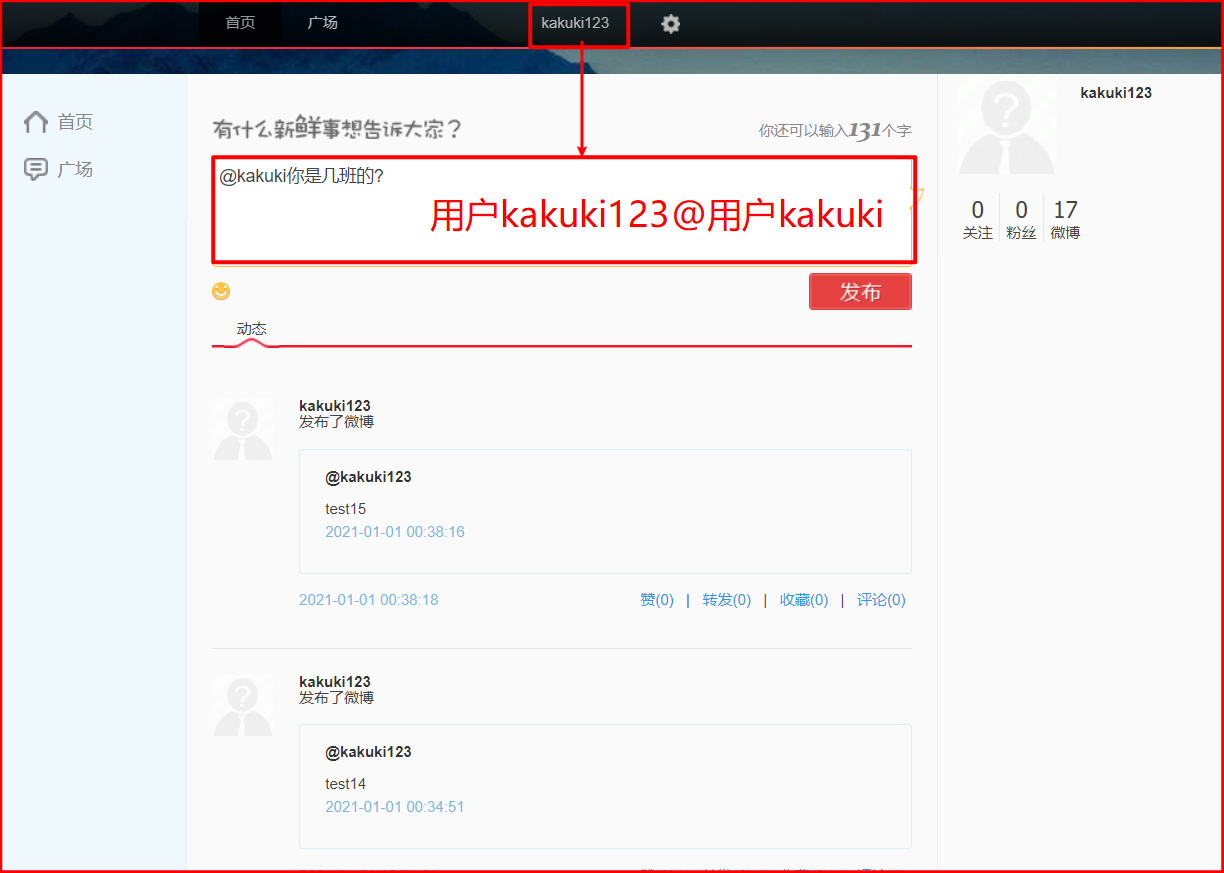 首页 广场 kakuki123
首页
广场
有什么新鲜事想告诉大家？
你还可以输入131个字
@kakuki你是几班的?
用户kakuki123@用户kakuki
发布
动态
kakuki123
发布了微博
@kakuki123
test15
2021-01-01 00:38:16
2021-01-01 00:38:18 赞(0) | 转发(0) | 收藏(0) | 评论(0)
kakuki123
发布了微博
@kakuki123
test14
2021-01-01 00:34:51
kakuki123
0 0 17
关注 粉丝 微博